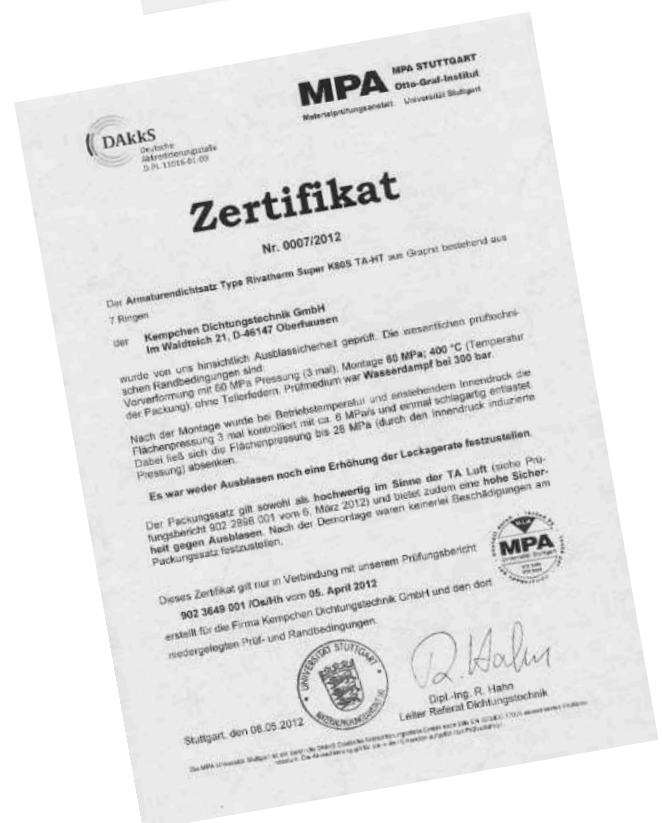 MPA MPA STUTTGART
Otto-Graf-Institut
Materialprüfungsanstalt Universität Stuttgart
DAkkS
Deutsche
Akkreditierungsstelle
D-PL-11016-01-00
Zertifikat
Nr. 0007/2012
Der Armaturendichtsatz Type Rivatherm Super K80S TA-HT aus Graphit bestehend aus
7 Ringen
der Kempchen Dichtungstechnik GmbH
Im Waldteich 21, D-46147 Oberhausen
wurde von uns hinsichtlich Ausblassicherheit geprüft. Die wesentlichen prüftechni-
schen Randbedingungen sind:
Vorverformung mit 60 MPa Pressung (3 mal), Montage 60 MPa; 400 °C (Temperatur
der Packung), ohne Tellerfedern. Prüfmedium war Wasserdampf bei 300 bar.
Nach der Montage wurde bei Betriebstemperatur und anstehendem Innendruck die
Flächenpressung 3 mal kontrolliert mit ca. 6 MPa/s und einmal schlagartig entlastet.
Dabei ließ sich die Flächenpressung bis 28 MPa (durch den Innendruck induzierte
Pressung) absenken.
Es war weder Ausblasen noch eine Erhöhung der Leckagerate festzustellen.
Der Packungssatz gilt sowohl als hochwertig im Sinne der TA Luft (siehe Prü-
fungsbericht 902 2898 001 vom 6. März 2012) und bietet zudem eine hohe Sicher-
heit gegen Ausblasen. Nach der Demontage waren keinerlei Beschädigungen am
Packungssatz festzustellen.
MPA
Universität Stuttgart
Dieses Zertifikat gilt nur in Verbindung mit unserem Prüfungsbericht
902 3649 001 /Os/Hh vom 05. April 2012
erstellt für die Firma Kempchen Dichtungstechnik GmbH und den dort
niedergelegten Prüf- und Randbedingungen.
UNIVERSITÄT STUTTGART
MATERIALPRÜFUNGSANSTALT
R. Hahn
Dipl.-Ing. R. Hahn
Leiter Referat Dichtungstechnik
Stuttgart, den 08.05.2012